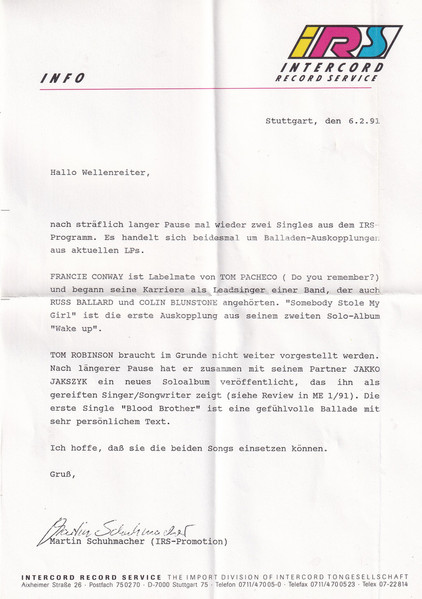 IRS
INTERCORD
RECORD SERVICE
INFO
Stuttgart, den 6.2.91
Hallo Wellenreiter,
nach sträflich langer Pause mal wieder zwei Singles aus dem IRS-
Programm. Es handelt sich beidesmal um Balladen-Auskopplungen
aus aktuellen LPs.
FRANCIE CONWAY ist Labelmate von TOM PACHECO ( Do you remember?)
und begann seine Karriere als Leadsinger einer Band, der auch
RUSS BALLARD und COLIN BLUNSTONE angehörten. "Somebody Stole My
Girl" ist die erste Auskopplung aus seinem zweiten Solo-Album
"Wake up".
TOM ROBINSON braucht im Grunde nicht weiter vorgestellt werden.
Nach längerer Pause hat er zusammen mit seinem Partner JAKKO
JAKSZYK ein neues Soloalbum veröffentlicht, das ihn als
gereiften Singer/Songwriter zeigt (siehe Review in ME 1/91). Die
erste Single "Blood Brother" ist eine gefühlvolle Ballade mit
sehr persönlichem Text.
Ich hoffe, daß sie die beiden Songs einsetzen können.
Gruß,
Martin Schuhmacher
Martin Schuhmacher (IRS-Promotion)
INTERCORD RECORD SERVICE THE IMPORT DIVISION OF INTERCORD TONGESELLSCHAFT
Aixheimer Straße 26 · Postfach 750270 · D-7000 Stuttgart 75 · Telefon 0711/47005-0 · Telefax 0711/4700523 · Telex 07-22814